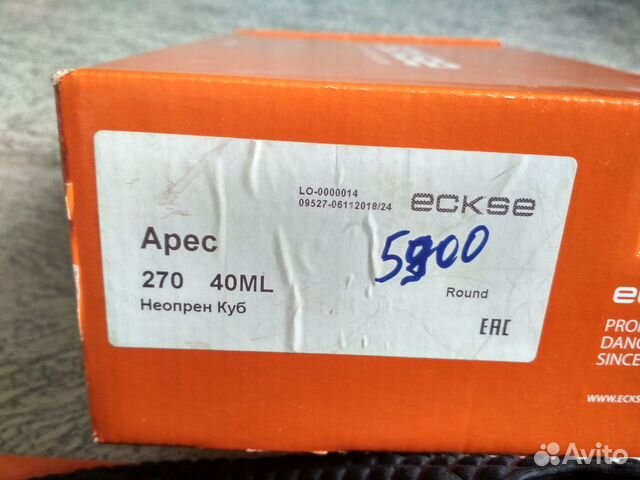 LO-0000014
09527-06112018/24
eckse
Арес
5900
270 40ML
Round
Неопрен Куб
EAC
PRO
DANC
SINCE
WWW.ECKS
Avito